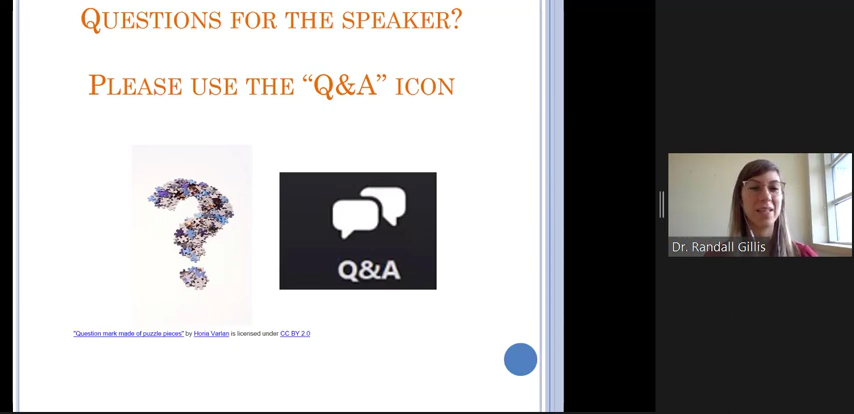 QUESTIONS FOR THE SPEAKER?
PLEASE USE THE “Q&A” ICON
Q&A
"Question mark made of puzzle pieces" by Horia Varlan is licensed under CC BY 2.0
Dr. Randall Gillis